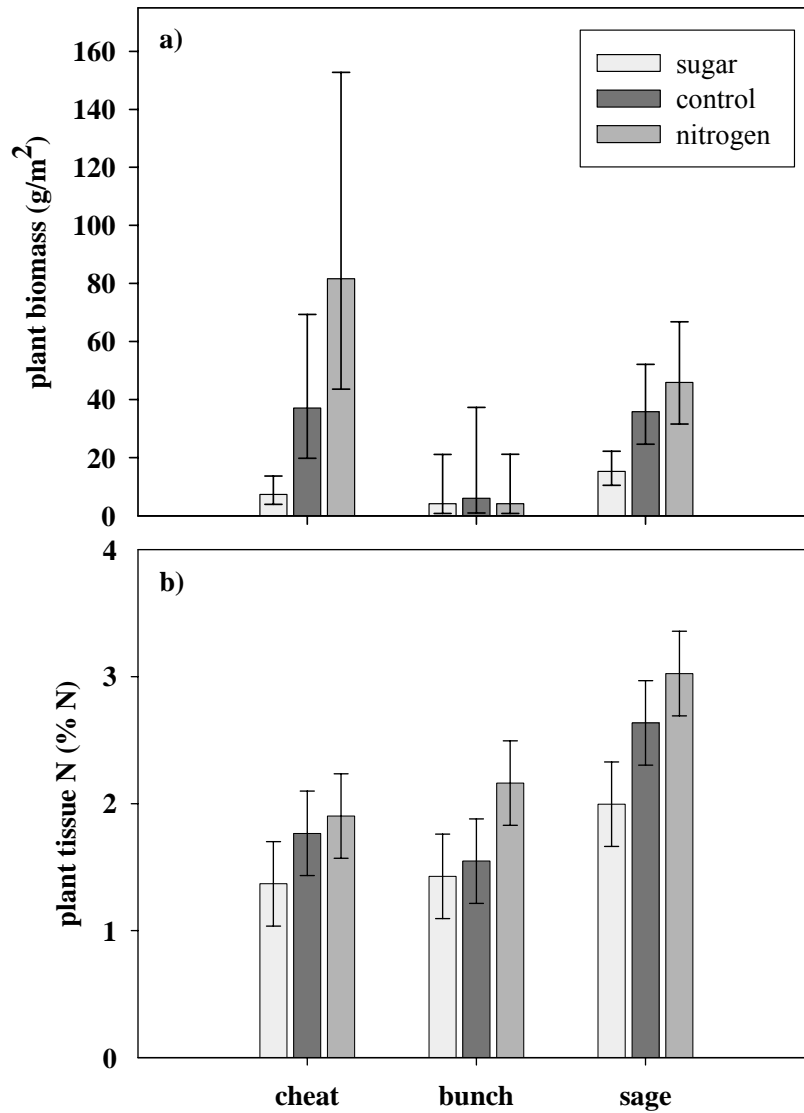 a)
sugar
control
nitrogen
plant biomass (g/m²)
160
140
120
100
80
60
40
20
0
b)
plant tissue N (% N)
4
3
2
1
0
cheat bunch sage